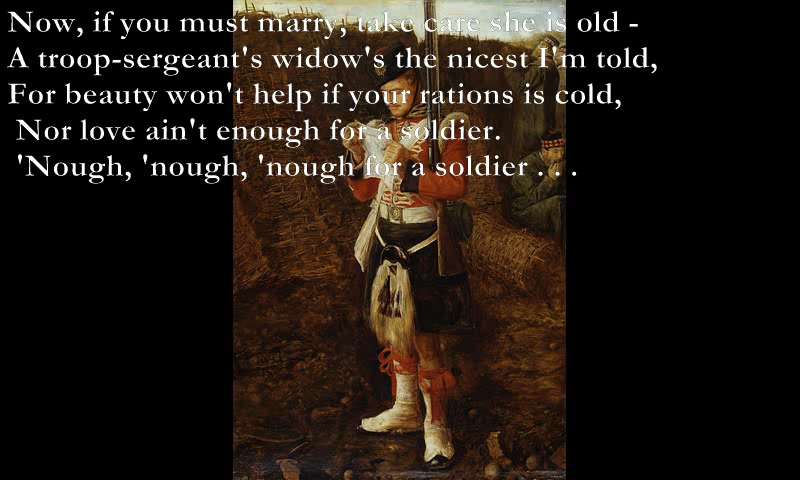 Now, if you must marry, take care she is old -
A troop-sergeant's widow's the nicest I'm told,
For beauty won't help if your rations is cold,
Nor love ain't enough for a soldier.
'Nough, 'nough, 'nough for a soldier . . .